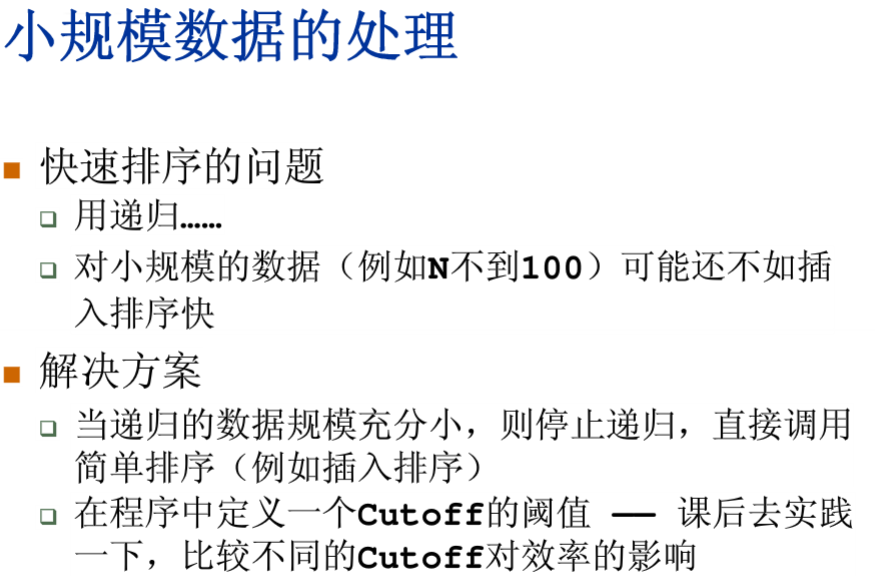 小规模数据的处理
快速排序的问题
用递归……
对小规模的数据（例如N不到100）可能还不如插
入排序快
解决方案
当递归的数据规模充分小，则停止递归，直接调用
简单排序（例如插入排序）
在程序中定义一个Cutoff的阈值 —— 课后去实践
一下，比较不同的Cutoff对效率的影响